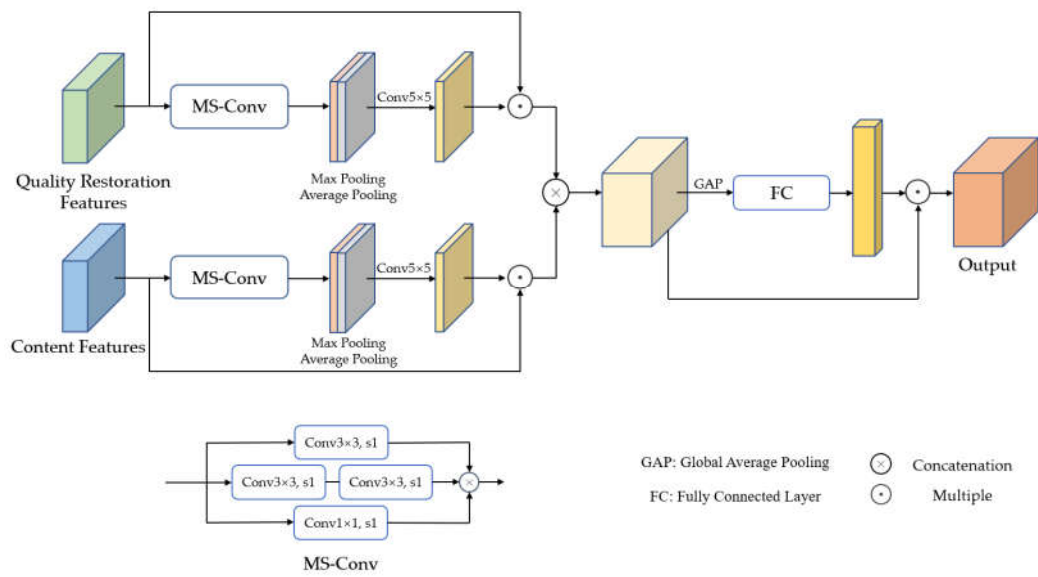 MS-Conv
Conv5×5
Quality Restoration
Features
Max Pooling
Average Pooling
GAP
FC
MS-Conv
Conv5×5
Output
Content Features
Max Pooling
Average Pooling
Conv3×3, s1
Conv3×3, s1
Conv3×3, s1
Conv1×1, s1
MS-Conv
GAP: Global Average Pooling
Concatenation
FC: Fully Connected Layer
Multiple